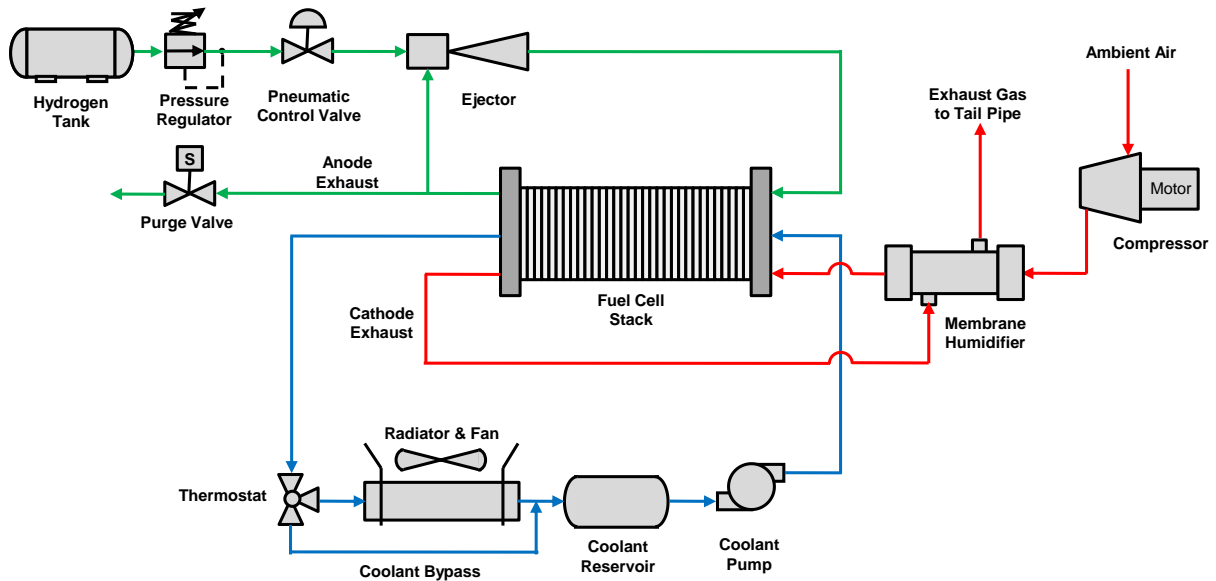 Hydrogen
Tank
Pressure
Regulator
Pneumatic
Control Valve
Ejector
Ambient Air
Exhaust Gas
to Tail Pipe
Motor
Compressor
S
Purge Valve
Anode
Exhaust
Fuel Cell
Stack
Cathode
Exhaust
Membrane
Humidifier
Radiator & Fan
Thermostat
Coolant Bypass
Coolant
Reservoir
Coolant
Pump